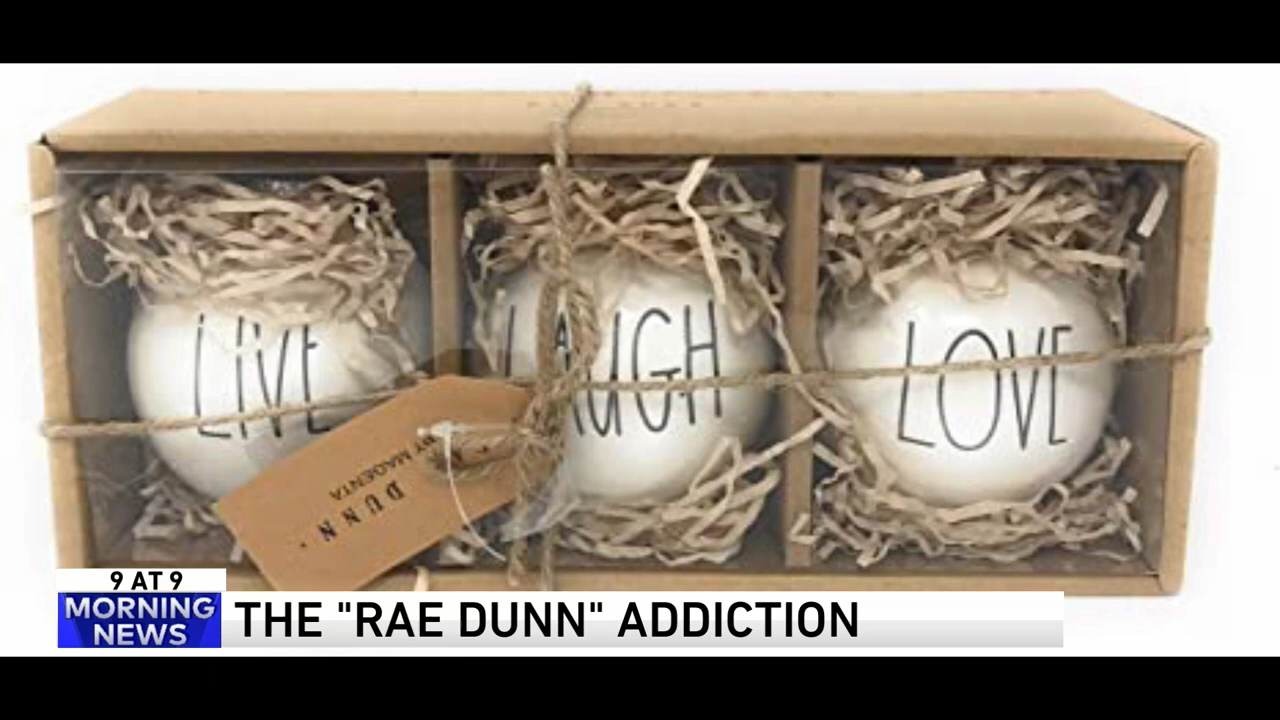 LIVE
LAUGH
LOVE
BY MAGENTA
DUNN
9 AT 9
MORNING
NEWS
THE "RAE DUNN" ADDICTION